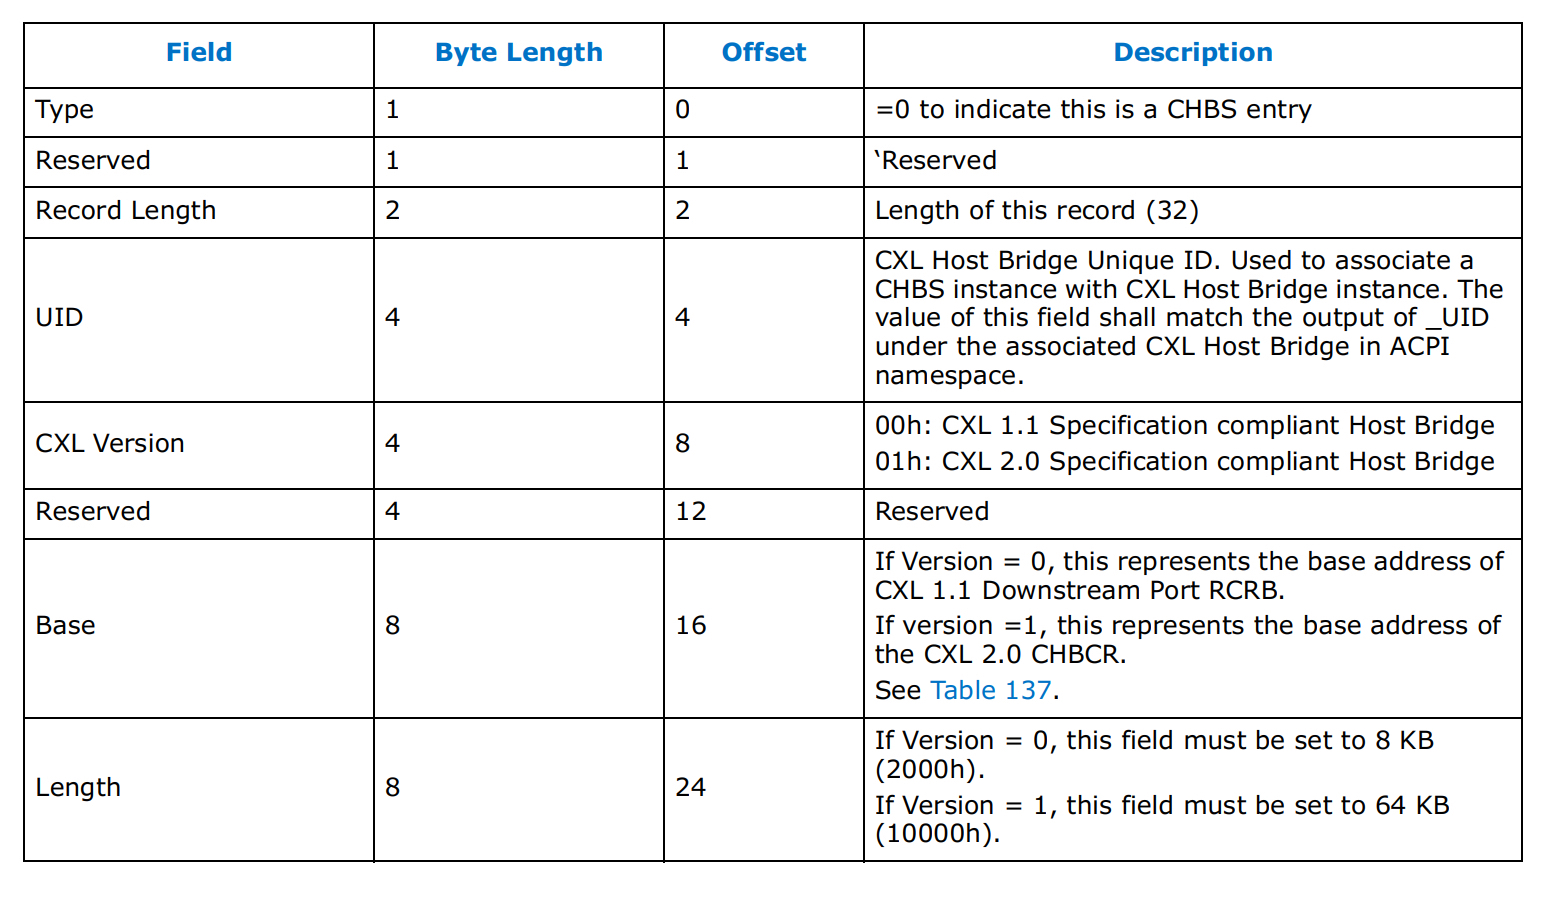 Field Byte Length Offset Description
Type 1 0 =0 to indicate this is a CHBS entry
Reserved 1 1 ‵Reserved
Record Length 2 2 Length of this record (32)
UID 4 4 CXL Host Bridge Unique ID. Used to associate a
CHBS instance with CXL Host Bridge instance. The
value of this field shall match the output of _UID
under the associated CXL Host Bridge in ACPI
namespace.
CXL Version 4 8 00h: CXL 1.1 Specification compliant Host Bridge
01h: CXL 2.0 Specification compliant Host Bridge
Reserved 4 12 Reserved
Base 8 16 If Version = 0, this represents the base address of
CXL 1.1 Downstream Port RCRB.
If version =1, this represents the base address of
the CXL 2.0 CHBCR.
See Table 137.
Length 8 24 If Version = 0, this field must be set to 8 KB
(2000h).
If Version = 1, this field must be set to 64 KB
(10000h).